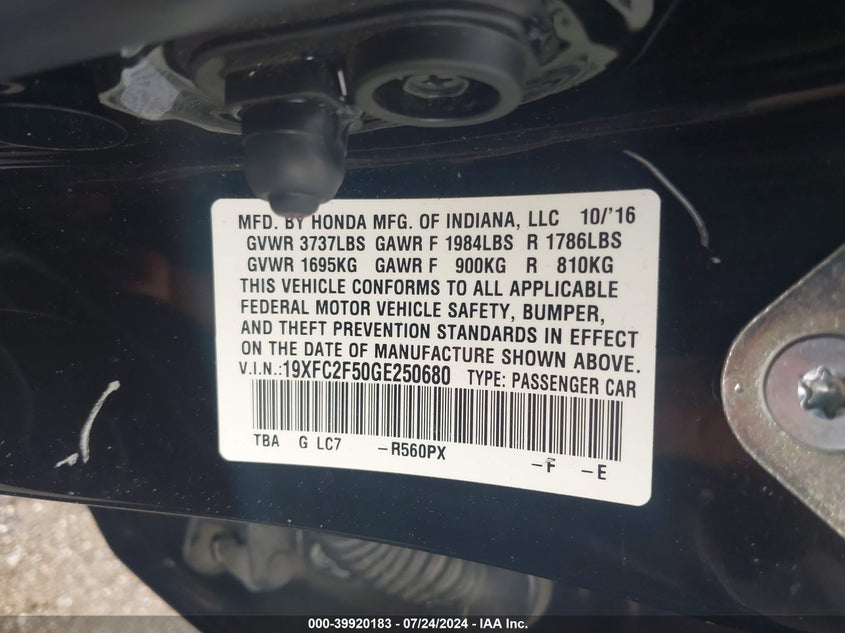 MFD. BY HONDA MFG. OF INDIANA, LLC 10/'16
GVWR 3737LBS GAWR F 1984LBS R 1786LBS
GVWR 1695KG GAWR F 900KG R 810KG
THIS VEHICLE CONFORMS TO ALL APPLICABLE
FEDERAL MOTOR VEHICLE SAFETY, BUMPER,
AND THEFT PREVENTION STANDARDS IN EFFECT
ON THE DATE OF MANUFACTURE SHOWN ABOVE.
V.I.N.:19XFC2F50GE250680 TYPE: PASSENGER CAR
TBA G LC7 -R560PX -F -E
000-39920183 / 07/24/2024 - IAA Inc.